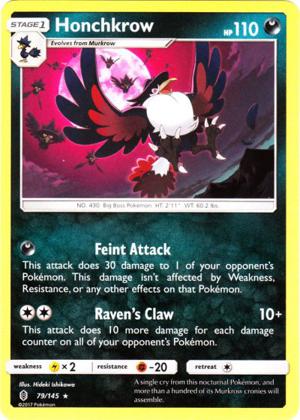 STAGE 1
Honchkrow
HP 110
Evolves from Murkrow
NO. 430 Big Boss Pokémon HT: 2'11" WT: 60.2 lbs.
Feint Attack
This attack does 30 damage to 1 of your opponent's
Pokémon. This damage isn't affected by Weakness,
Resistance, or any other effects on that Pokémon.
Raven's Claw 10+
This attack does 10 more damage for each damage
counter on all of your opponent's Pokémon.
weakness ×2 resistance -20 retreat
Illus. Hideki Ishikawa
79/145 ★
©2017 Pokémon
A single cry from this nocturnal Pokémon, and
more than a hundred of its Murkrow cronies will
assemble.